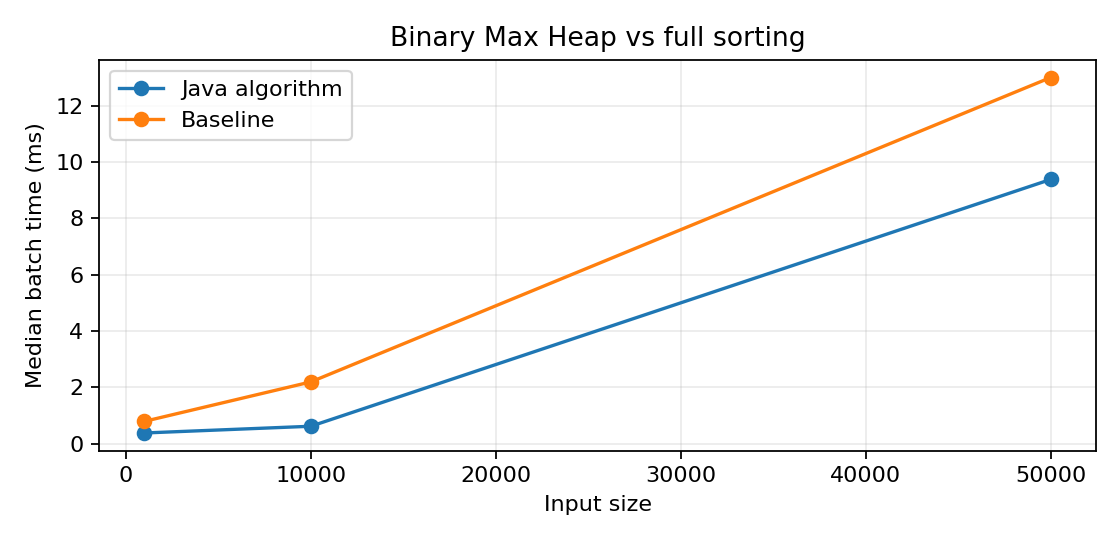 Binary Max Heap vs full sorting
Java algorithm
Baseline
Median batch time (ms)
12
10
8
6
4
2
0
0 10000 20000 30000 40000 50000
Input size